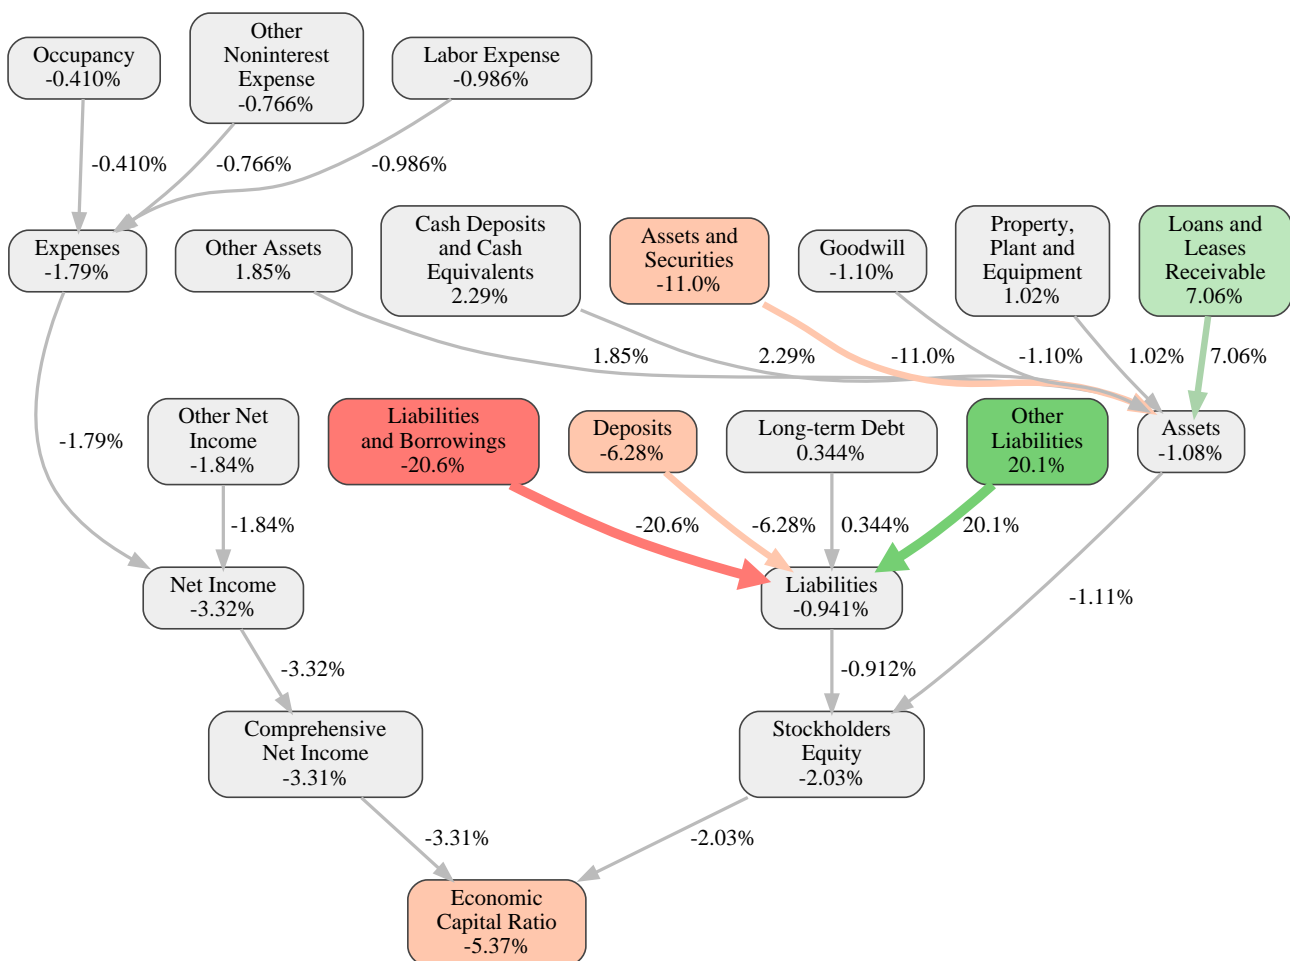 Occupancy
-0.410%
Other
Noninterest
Expense
-0.766%
Labor Expense
-0.986%
-0.410%
-0.766%
-0.986%
Expenses
-1.79%
Other Assets
1.85%
Cash Deposits
and Cash
Equivalents
2.29%
Assets and
Securities
-11.0%
Goodwill
-1.10%
Property,
Plant and
Equipment
1.02%
Loans and
Leases
Receivable
7.06%
1.85%
2.29%
-11.0%
-1.10%
1.02%
7.06%
-1.79%
Other Net
Income
-1.84%
Liabilities
and Borrowings
-20.6%
Deposits
-6.28%
Long-term Debt
0.344%
Other
Liabilities
20.1%
Assets
-1.08%
-1.84%
-20.6%
-6.28%
0.344%
20.1%
-1.11%
Net Income
-3.32%
Liabilities
-0.941%
-3.32%
-0.912%
Comprehensive
Net Income
-3.31%
Stockholders
Equity
-2.03%
-3.31%
-2.03%
Economic
Capital Ratio
-5.37%